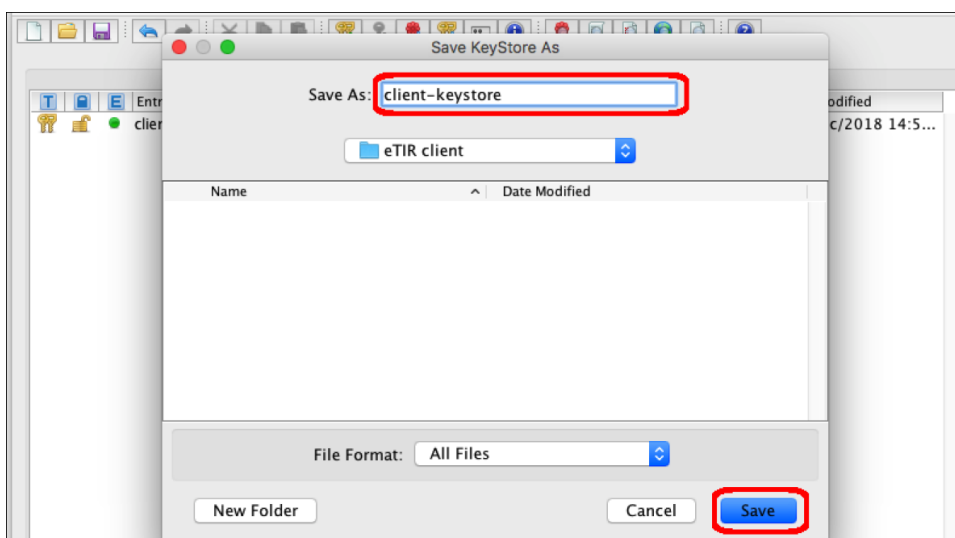 Save KeyStore As
Save As: client-keystore
eTIR client
T E Entr odified
clier c/2018 14:5...
Name Date Modified
File Format: All Files
New Folder Cancel Save